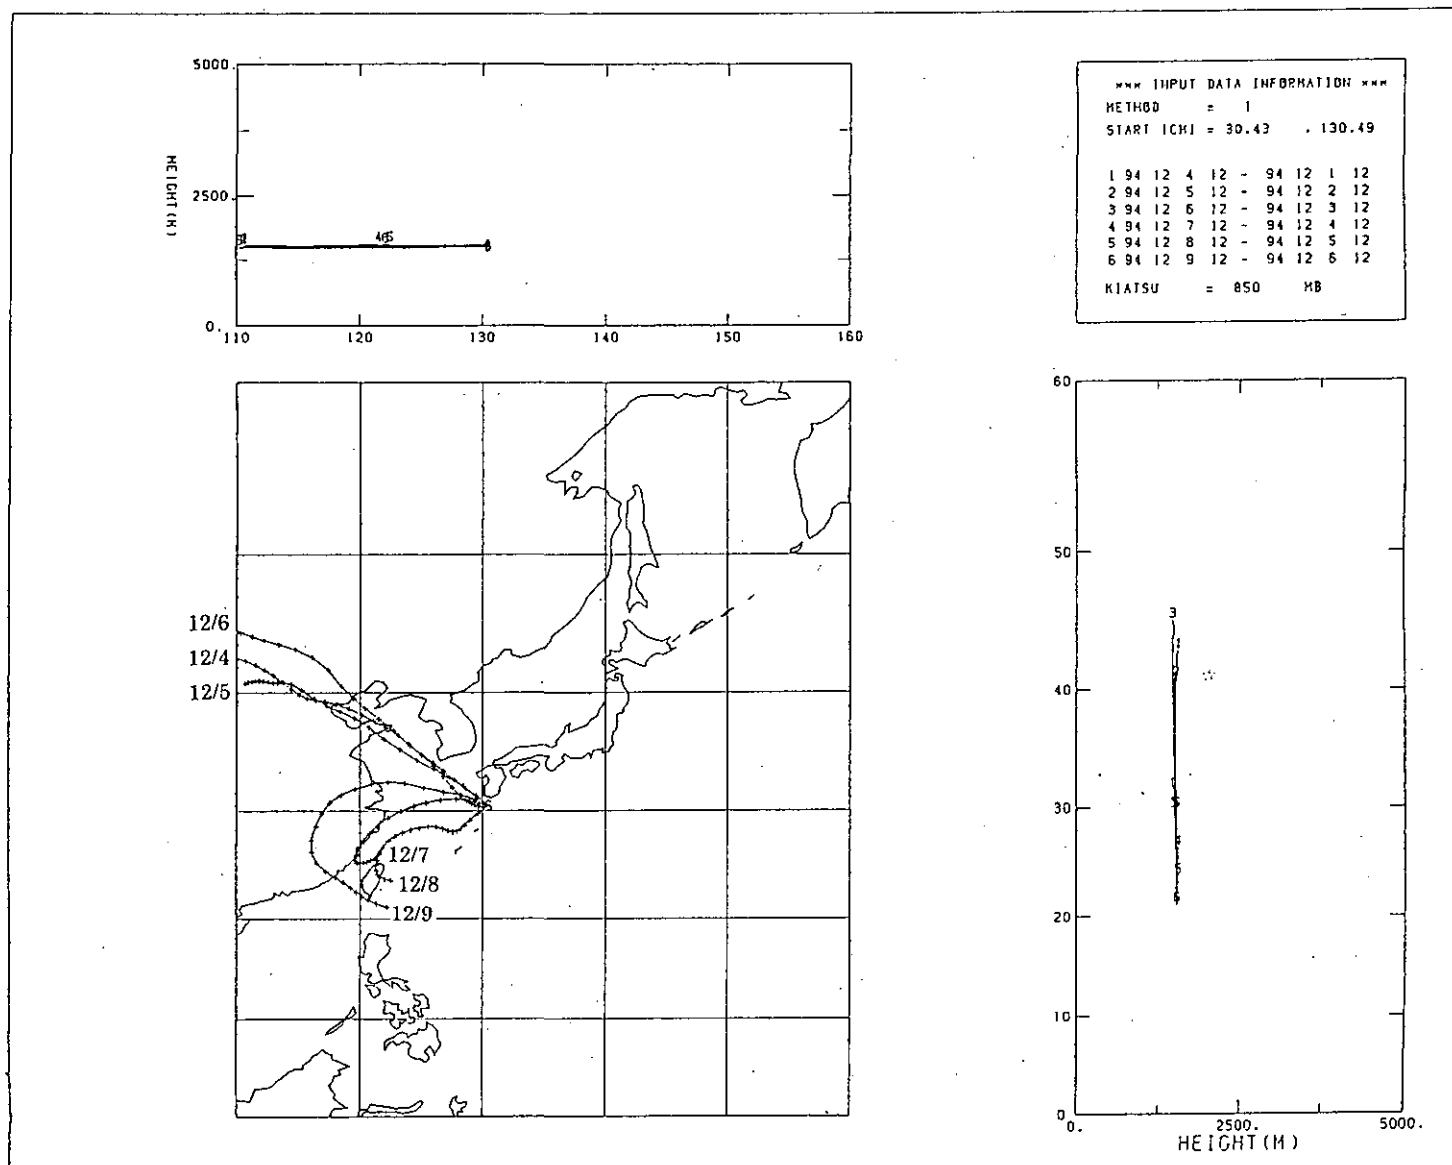 5000.
2500.
0.
HEIGHT(M)
110 120 130 140 150 160
*** INPUT DATA INFORMATION ***
METHOD = 1
START [CH] = 30.43 , 130.49
1 94 12 4 12 - 94 12 1 12
2 94 12 5 12 - 94 12 2 12
3 94 12 6 12 - 94 12 3 12
4 94 12 7 12 - 94 12 4 12
5 94 12 8 12 - 94 12 5 12
6 94 12 9 12 - 94 12 6 12
KIATSU = 850 MB
12/6
12/4
12/5
12/7
12/8
12/9
60
50
3
40
30
20
10
0
0. 2500. 5000.
HEIGHT(M)